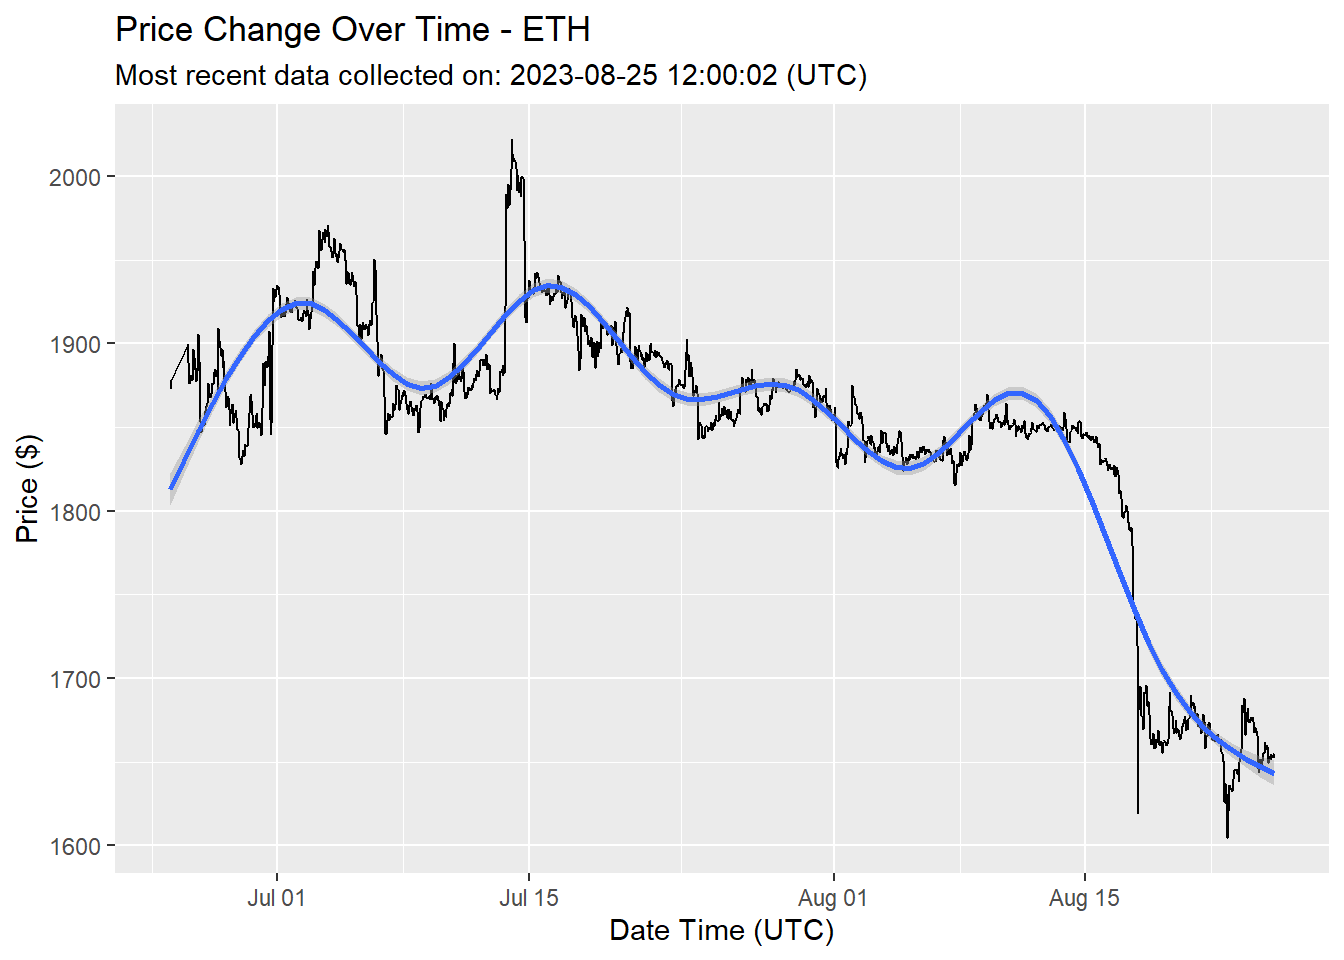 Price Change Over Time - ETH
Most recent data collected on: 2023-08-25 12:00:02 (UTC)
Price ($)
2000
1900
1800
1700
1600
Jul 01
Jul 15
Aug 01
Aug 15
Date Time (UTC)